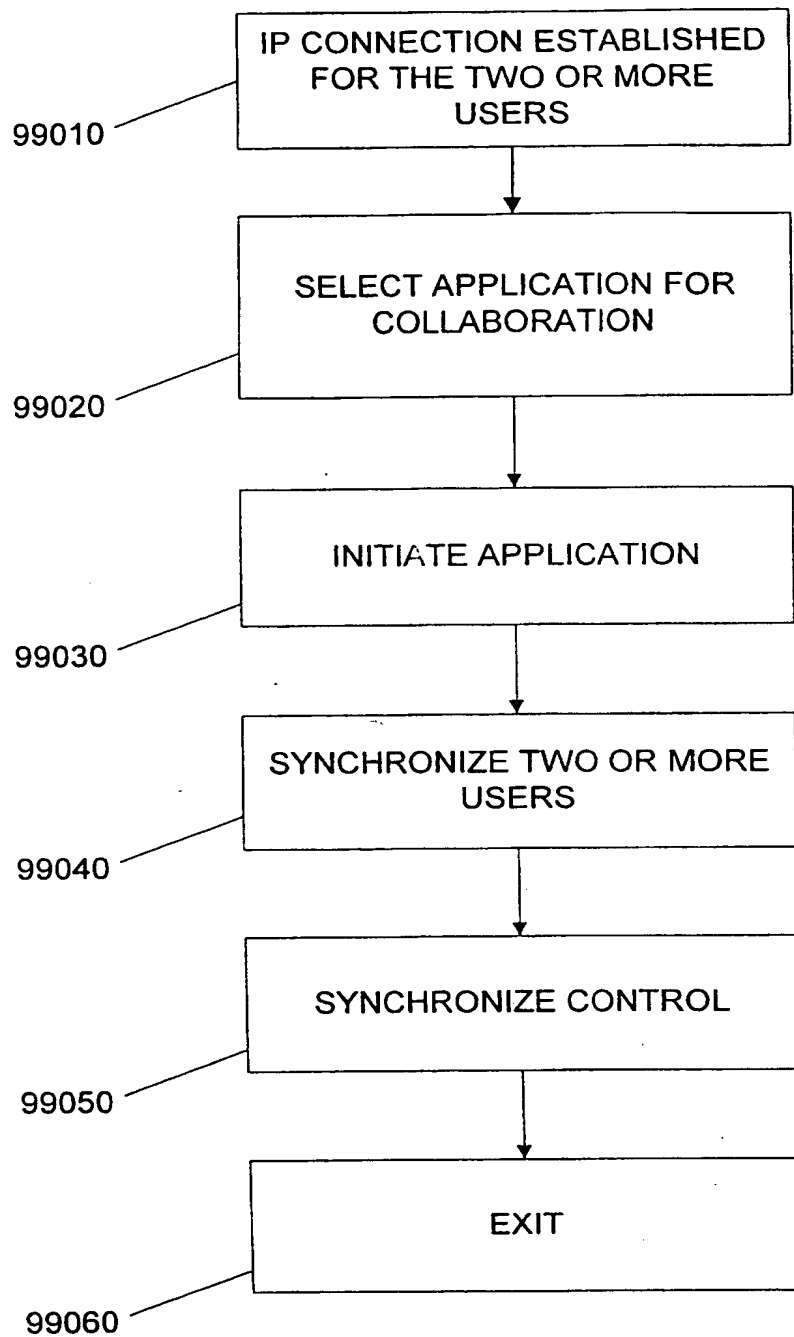 IP CONNECTION ESTABLISHED
FOR THE TWO OR MORE
USERS
99010
SELECT APPLICATION FOR
COLLABORATION
99020
INITIATE APPLICATION
99030
SYNCHRONIZE TWO OR MORE
USERS
99040
SYNCHRONIZE CONTROL
99050
EXIT
99060